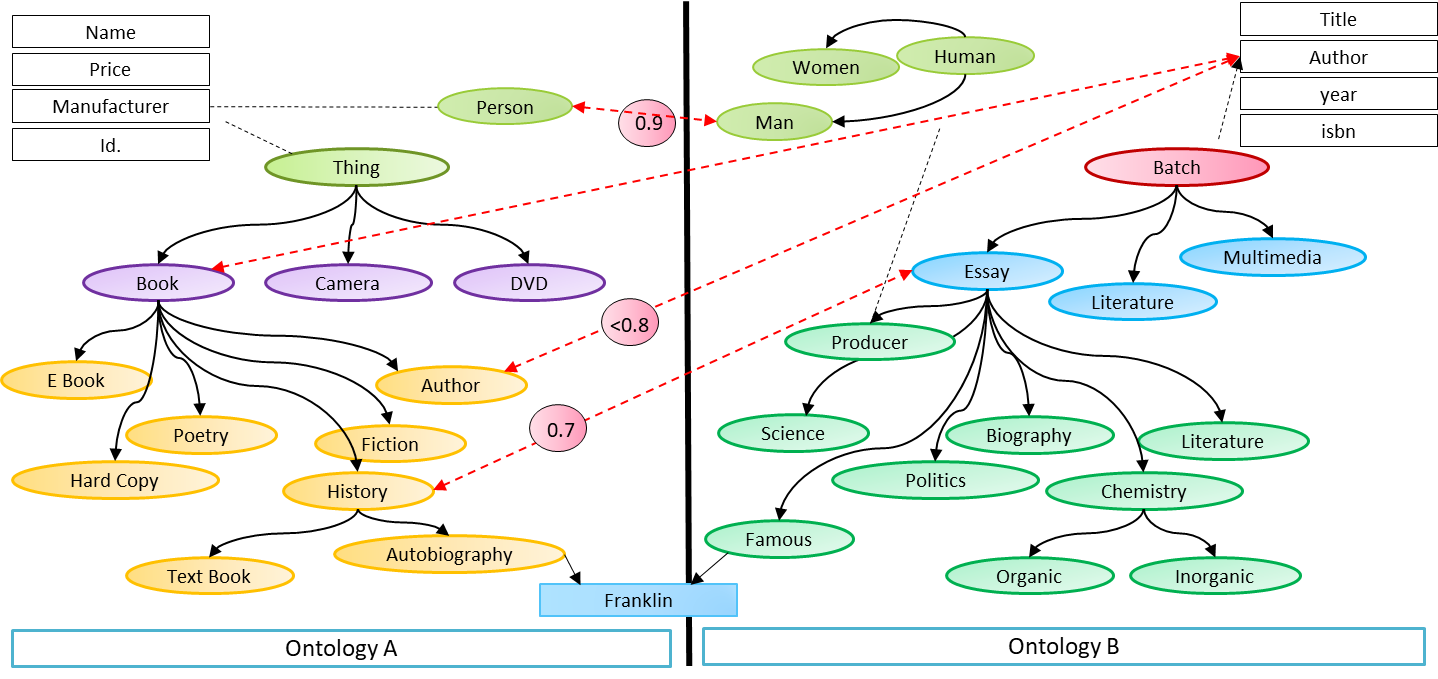 Name
Price
Manufacturer
Id.
Person
Thing
Book
Camera
DVD
E Book
Author
Poetry
Fiction
Hard Copy
History
Text Book
Autobiography
0.9
<0.8
0.7
Women
Human
Man
Title
Author
year
isbn
Batch
Essay
Literature
Multimedia
Producer
Science
Biography
Literature
Politics
Chemistry
Famous
Organic
Inorganic
Franklin
Ontology A
Ontology B